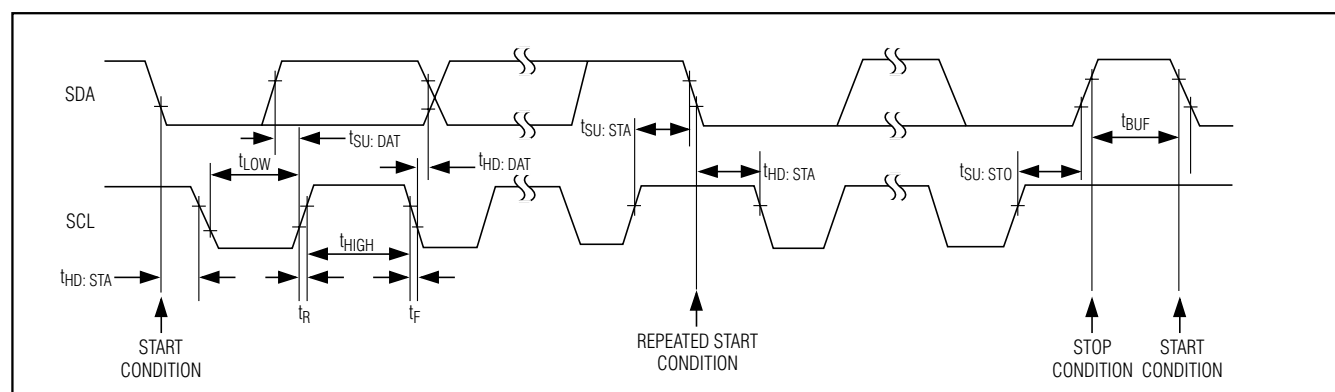 SDA
tSU: STA
tBUF
tSU: DAT
tLOW
tHD: DAT
tHD: STA
tSU: STO
SCL
tHIGH
tHD: STA
tR
tF
START
CONDITION
REPEATED START
CONDITION
STOP
CONDITION
START
CONDITION